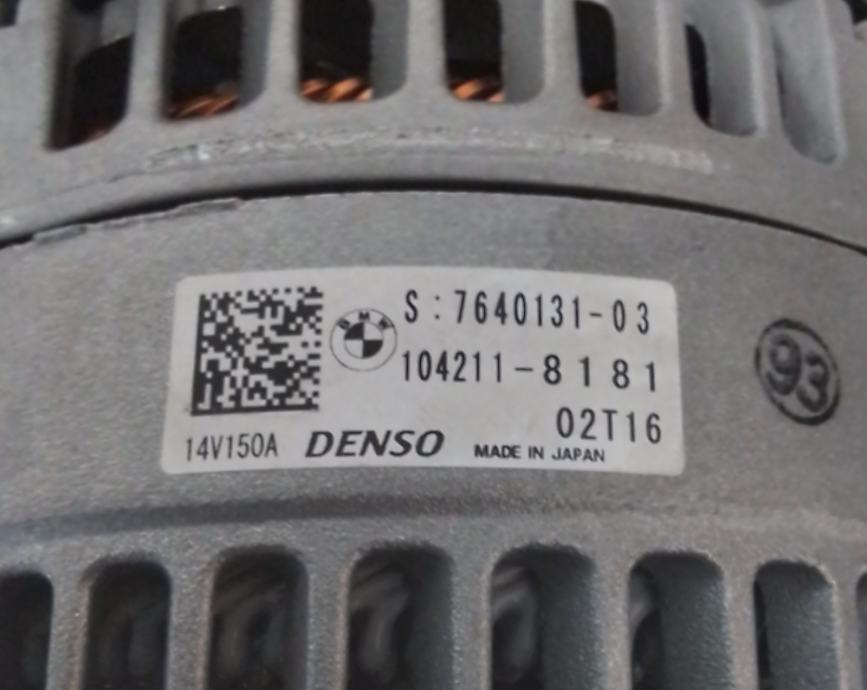 BMW
S:7640131-03
104211-8181
02T16
14V150A DENSO MADE IN JAPAN
93